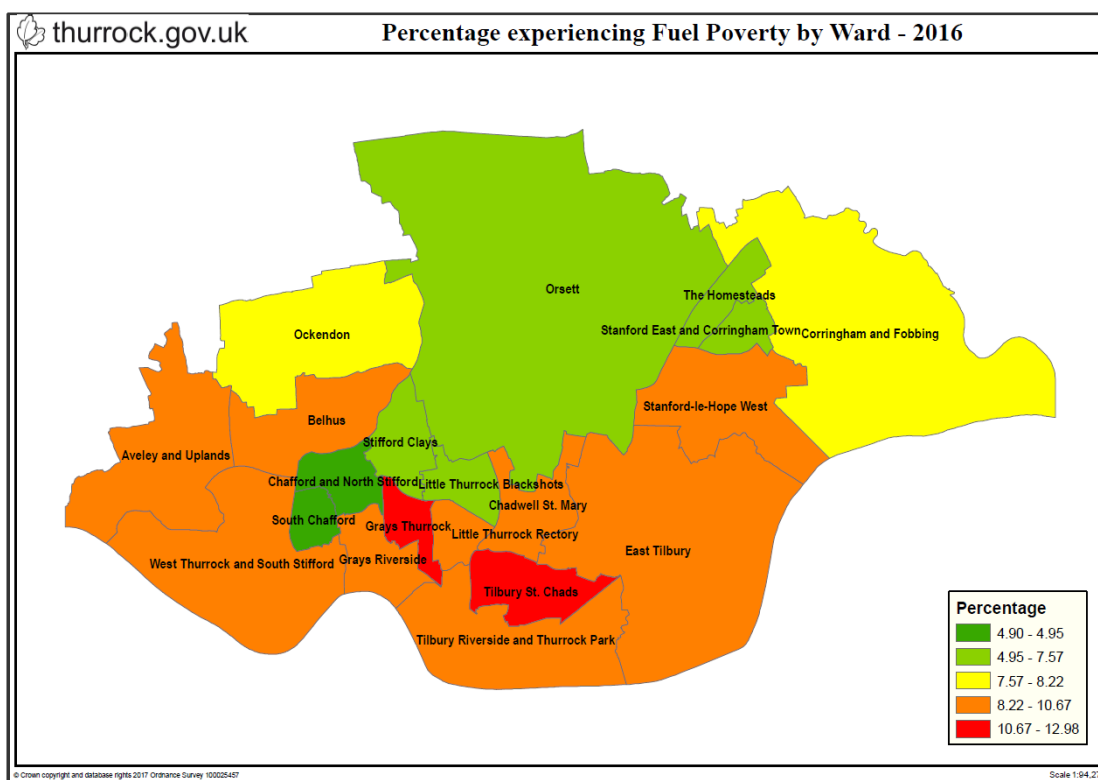 thurrock.gov.uk
Percentage experiencing Fuel Poverty by Ward - 2016
Orsett
The Homesteads
Stanford East and Corringham Town
Corringham and Fobbing
Ockendon
Stanford-le-Hope West
Belhus
Stifford Clays
Aveley and Uplands
Chafford and North Stifford
Little Thurrock Blackshots
Chadwell St. Mary
South Chafford
Grays Thurrock
Little Thurrock Rectory
East Tilbury
West Thurrock and South Stifford
Grays Riverside
Tilbury St. Chads
Tilbury Riverside and Thurrock Park
Percentage
4.90 - 4.95
4.95 - 7.57
7.57 - 8.22
8.22 - 10.67
10.67 - 12.98
© Crown copyright and database rights 2017 Ordnance Survey 100025457